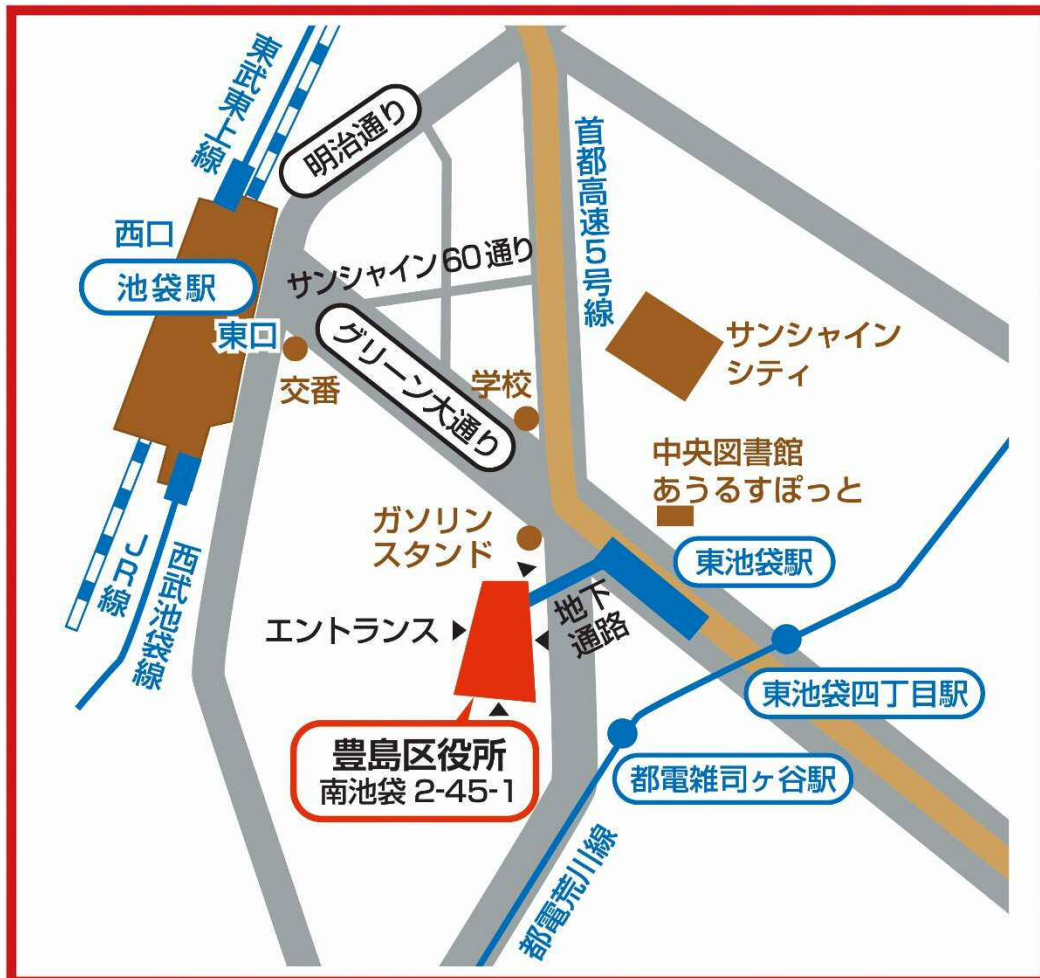 東武東上線
明治通り
首都高速5号線
西口
池袋駅
サンシャイン60通り
東口
グリーン大通り
サンシャイン
シティ
交番
学校
中央図書館
あうるすぽっと
ガソリン
スタンド
東池袋駅
JR線
西武池袋線
エントランス
地下
通路
東池袋四丁目駅
豊島区役所
南池袋 2-45-1
都電雑司ヶ谷駅
都電荒川線